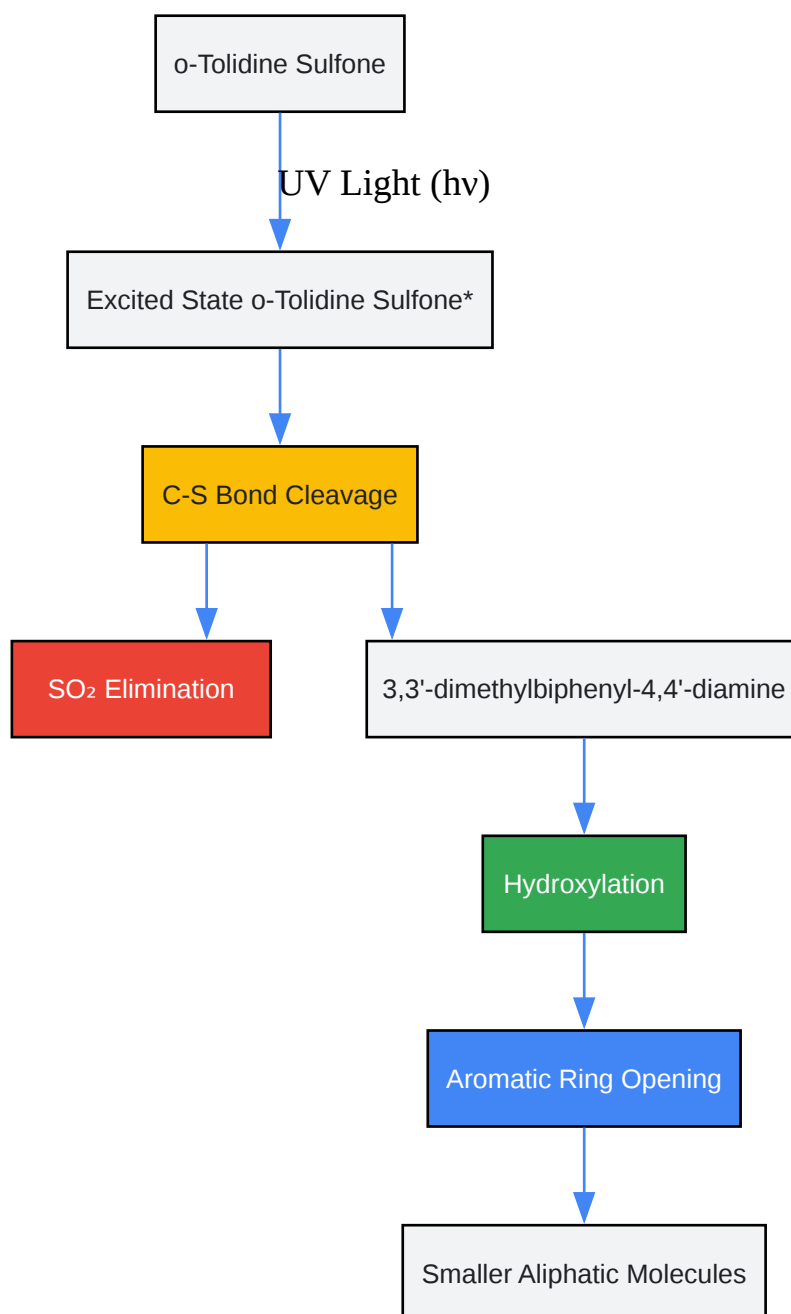 o-Tolidine Sulfone
UV Light (hν)
Excited State o-Tolidine Sulfone*
C-S Bond Cleavage
SO₂ Elimination
3,3'-dimethylbiphenyl-4,4'-diamine
Hydroxylation
Aromatic Ring Opening
Smaller Aliphatic Molecules